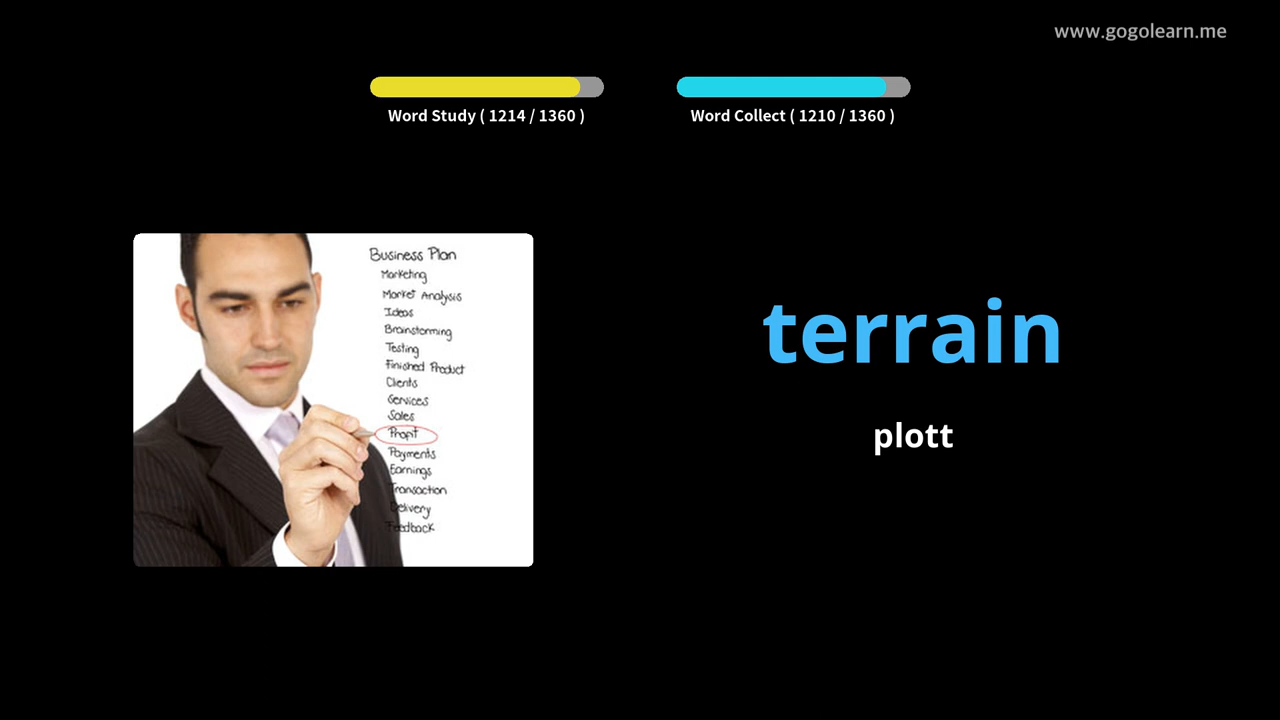 www.gogolearn.me
Word Study ( 1214 / 1360 )
Word Collect ( 1210 / 1360 )
Business Plan
Marketing
Market Analysis
Ideas
Brainstorming
Testing
Finished Product
Clients
Services
Sales
Profit
Payments
Earnings
Transaction
Delivery
Feedback
terrain
plott